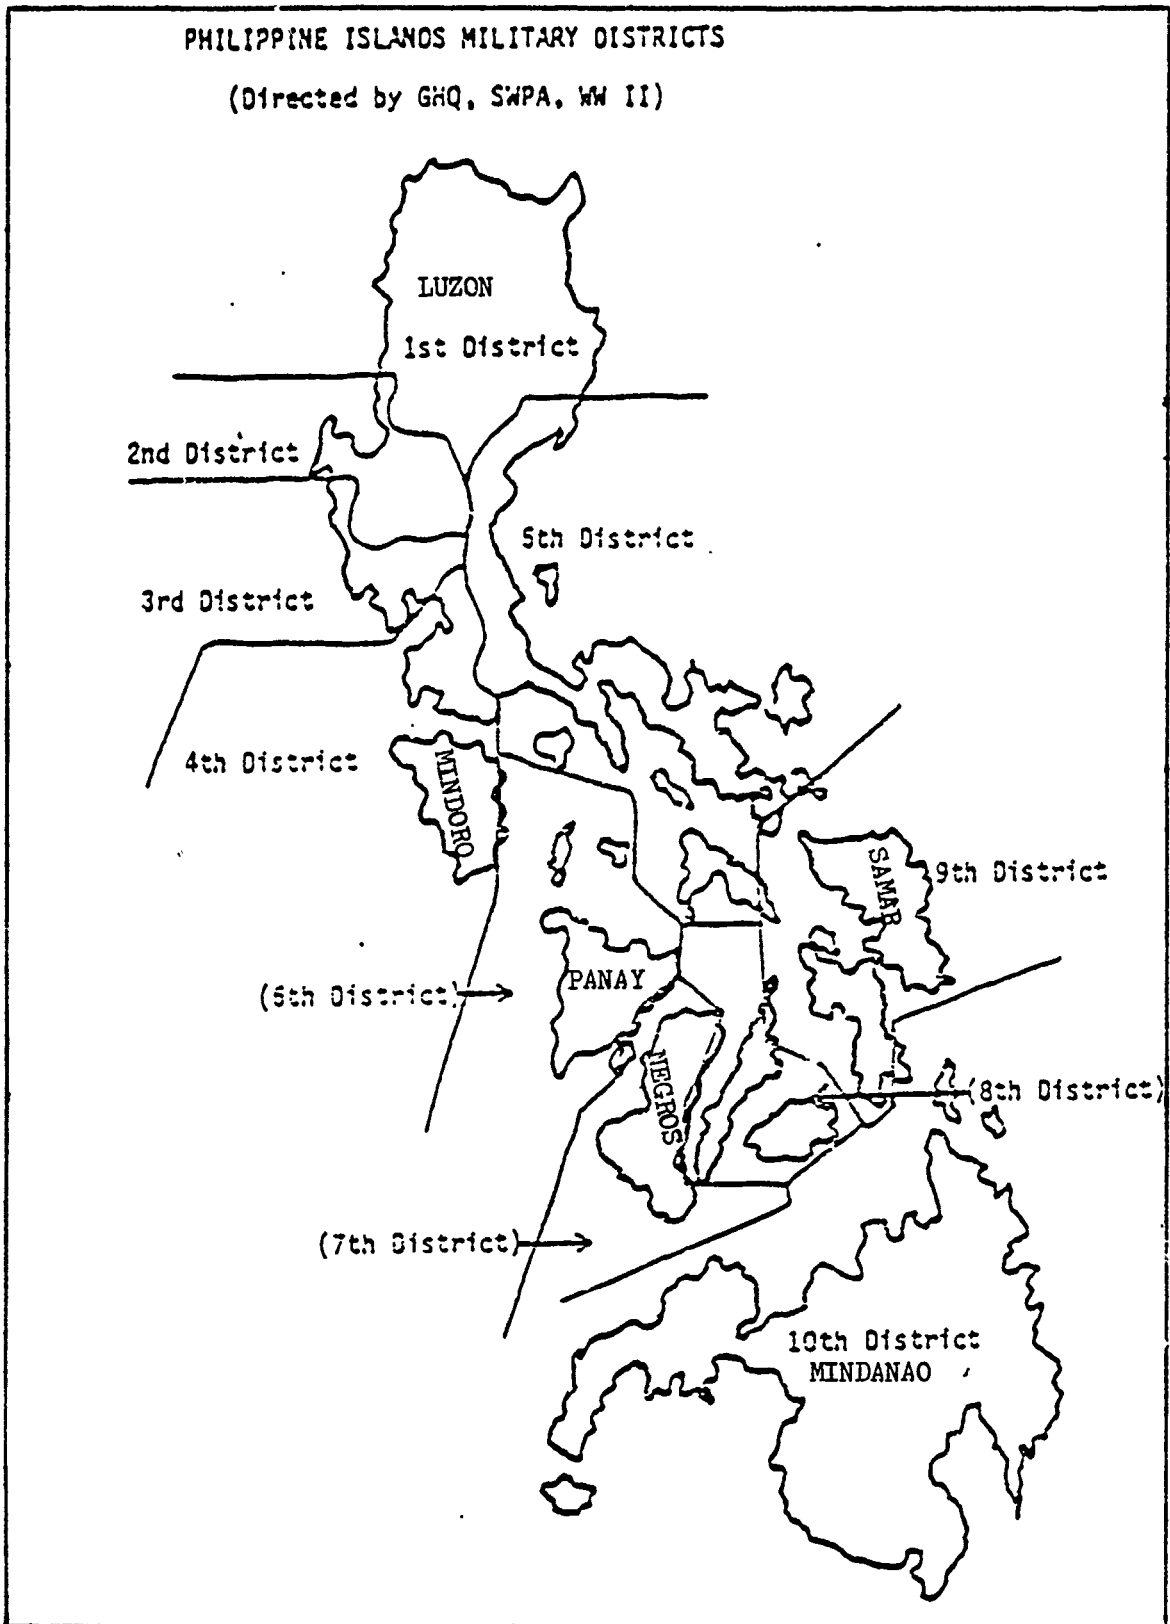 PHILIPPINE ISLANDS MILITARY DISTRICTS
(Directed by GHQ, SWPA, WW II)
LUZON
1st District
2nd District
5th District
3rd District
4th District
MINDORO
SAMAR
9th District
PANAY
(6th District)
NEGROS
(8th District)
(7th District)
10th District
MINDANAO